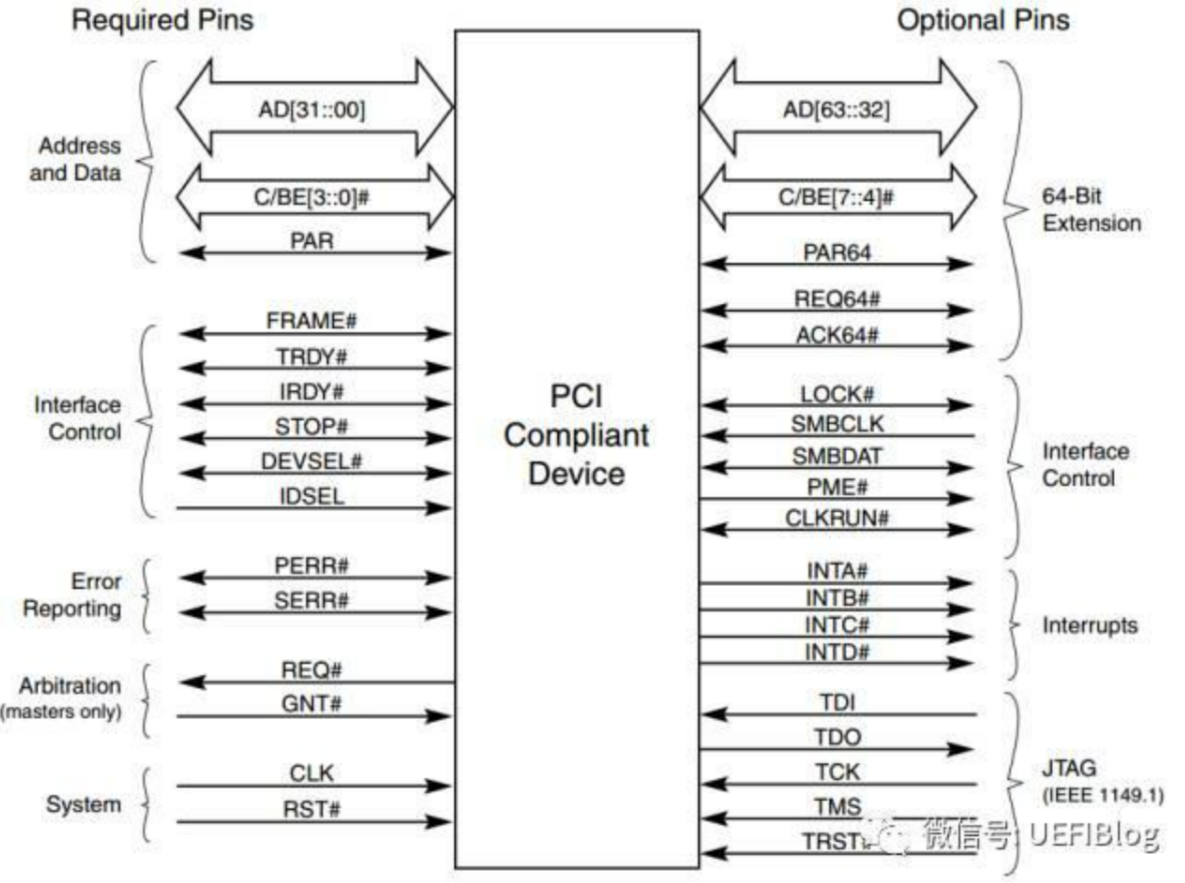 Required Pins
Optional Pins
Address
and Data
AD[31::00]
C/BE[3::0]#
PAR
Interface
Control
FRAME#
TRDY#
IRDY#
STOP#
DEVSEL#
IDSEL
Error
Reporting
PERR#
SERR#
Arbitration
(masters only)
REQ#
GNT#
System
CLK
RST#
PCI
Compliant
Device
AD[63::32]
C/BE[7::4]#
PAR64
REQ64#
ACK64#
64-Bit
Extension
LOCK#
SMBCLK
SMBDAT
PME#
CLKRUN#
Interface
Control
INTA#
INTB#
INTC#
INTD#
Interrupts
TDI
TDO
TCK
TMS
TRST#
JTAG
(IEEE 1149.1)
微信号: UEFIBlog